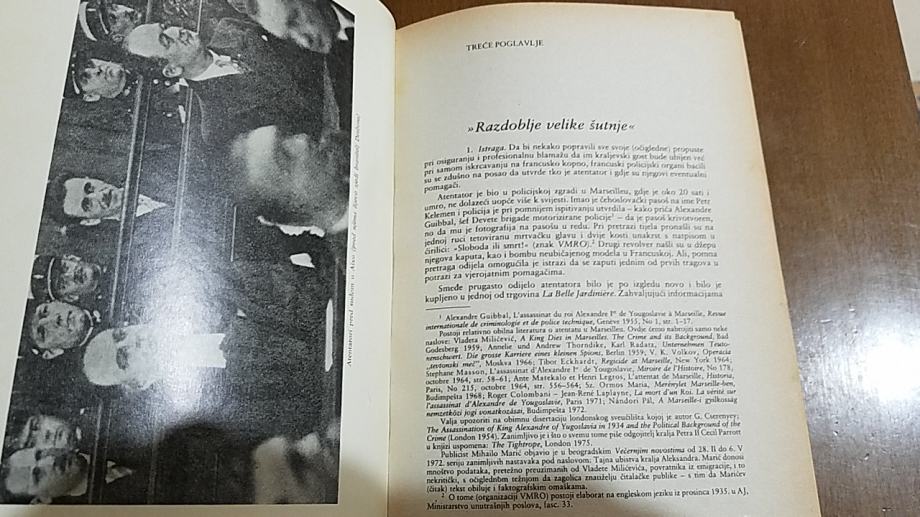 Atentatori pred sudom u Aixu
TREĆE POGLAVLJE
»Razdoblje velike šutnje«
1. Istraga. Da bi nekako popravili sve svoje (očigledne) propuste
pri osiguranju i profesionalnu blamažu da im kraljevski gost bude ubijen već
pri samom iskrcavanju na francusko kopno, francuski policijski organi bacili
su se zdušno na posao da utvrde tko je atentator i gdje su njegovi eventualni
pomagači.
Atentator je bio u policijskoj zgradi u Marseilleu, gdje je oko 20 sati i
umro, ne dolazeći uopće više k svijesti. Imao je čehoslovački pasoš na ime Petr
Kelemen i policija je pri pomnijem ispitivanju utvrdila – kako priča Alexandre
Guibbal, šef Devete brigade motorizirane policije¹ – da je pasoš krivotvoren,
no da mu je fotografija na pasošu u redu. Pri pretrazi tijela pronašli su na
jednoj ruci tetoviranu mrtvačku glavu i dvije kosti unakrst s natpisom u
ćirilici: »Sloboda ili smrt!« (znak VMRO).² Drugi revolver našli su u džepu
njegova kaputa, kao i bombu neubičajenog modela u Francuskoj. Ali, pomna
pretraga odijela omogućila je istrazi da se zaputi jednim od prvih tragova u
potrazi za vjerojatnim pomagačima.
Smeđe prugasto odijelo atentatora bilo je po izgledu novo i bilo je
kupljeno u jednoj od trgovina La Belle Jardinière. Zahvaljujući informacijama
¹ Alexandre Guibbal, L'assassinat du roi Alexandre Iᵉʳ de Yougoslavie à Marseille, Revue
internationale de criminologie et de police technique, Genève 1955, No 1, str. 1–17.
Postoji relativno obilna literatura o atentatu u Marseilleu. Ovdje ćemo nabrojiti samo neke
naslove: Vladeta Milićević, A King Dies in Marseilles. The Crime and its Background, Bad
Godesberg 1959; Annelie und Andrew Thorndike, Karl Raddatz, Unternehmen Teuto-
nenschwert. Die grosse Karriere eines kleinen Spions, Berlin 1959; V. K. Volkov, Operacia
„tevtonski meč”, Moskva 1966; Tibor Eckhardt, Regicide at Marseille, New York 1964;
Stephane Masson, L'assassinat d'Alexandre Iᵉʳ de Yougoslavie, Miroire de l'Histoire, No 178,
octobre 1964, str. 58–61; Ante Matekalo et Henri Legros, L'attentat de Marseille, Historia,
Paris, No 215, octobre 1964, str. 556–564; Sz. Ormos Maria, Merénylet Marseille-ben,
Budimpešta 1968; Roger Colombani – Jean-René Laplayne, La mort d'un Roi. La vérité sur
l'assassinat d'Alexandre de Yougoslavie, Paris 1971; Nándori Pál, A Marseille-i gyilkosság
nemzetközi jogi vonatkozásai, Budimpešta 1972.
Valja upozoriti na obimnu disertaciju londonskog sveučilišta kojoj je autor G. Cserenyey;
The Assassination of King Alexander of Yugoslavia in 1934 and the Political Background of the
Crime (London 1954). Zanimljivo je i što o svemu tome piše odgojitelj kralja Petra II Cecil Parrott
u knjizi uspomena: The Tightrope, London 1975.
Publicist Mihailo Marić objavio je u beogradskim Večernjim novostima od 28. II do 6. V
1972. seriju zanimljivih nastavaka pod naslovom: Tajna ubistva kralja Aleksandra. Marić donosi
mnoštvo podataka, pretežno preuzimanih od Vladete Milićevića, povratnika iz emigracije, i to
nekritički, s očiglednom težnjom da zagolica znatiželju čitalačke publike – s tim da Marićev
(čitak) tekst obiluje i faktografskim omaškama.
² O tome (organizaciji VMRO) postoji elaborat na engleskom jeziku iz prosinca 1935. u AJ,
Ministarstvo unutrašnjih poslova, fasc. 33.